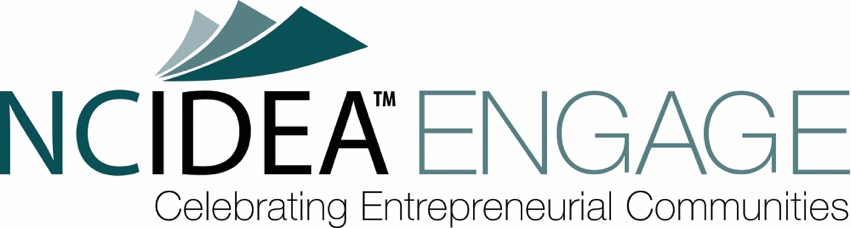 NCIDEA™ ENGAGE
Celebrating Entrepreneurial Communities